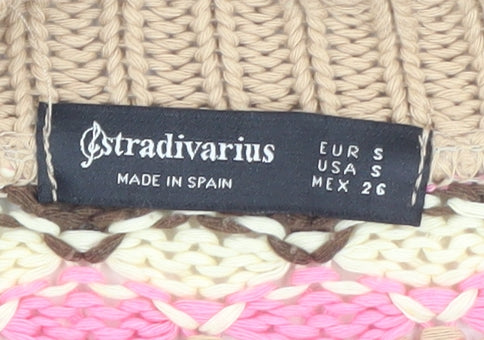 Stradivarius
MADE IN SPAIN
EUR S
USA S
MEX 26